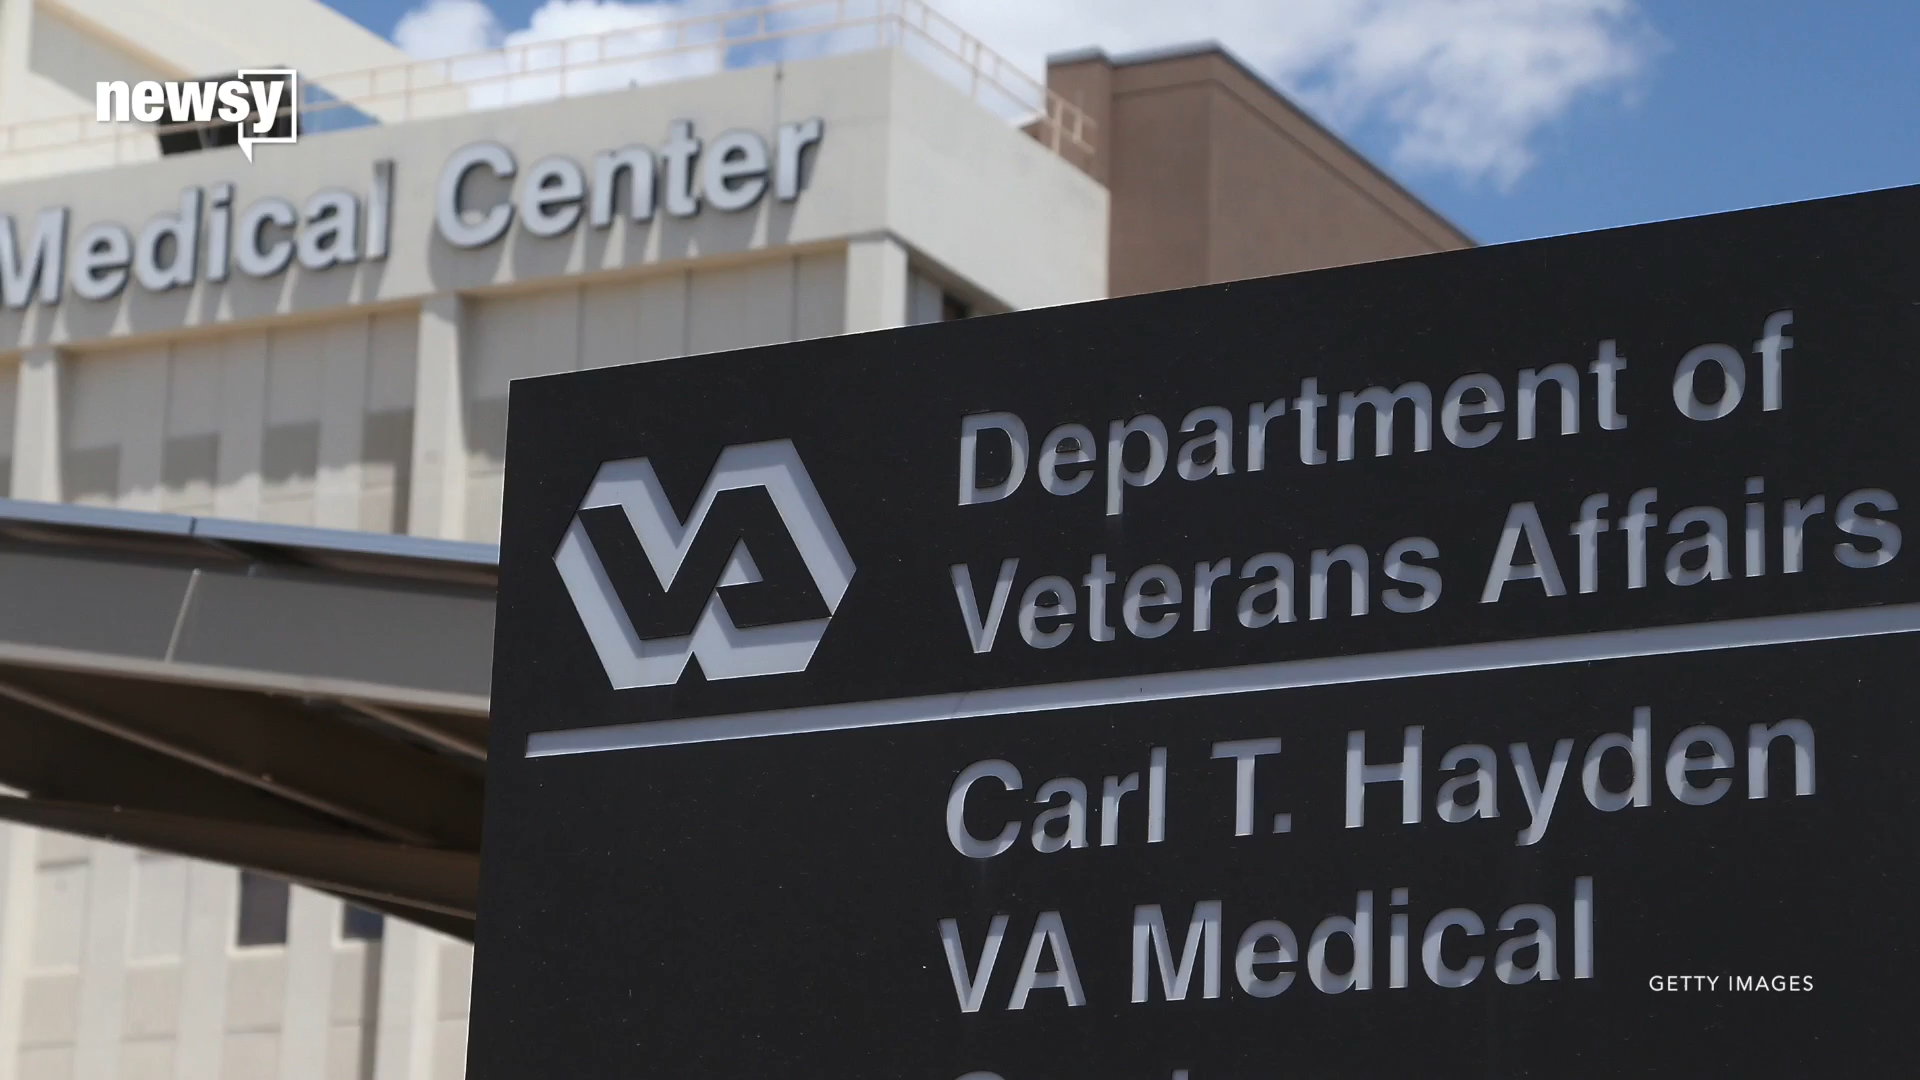 newsy
Medical Center
VA
Department of
Veterans Affairs
Carl T. Hayden
VA Medical
GETTY IMAGES